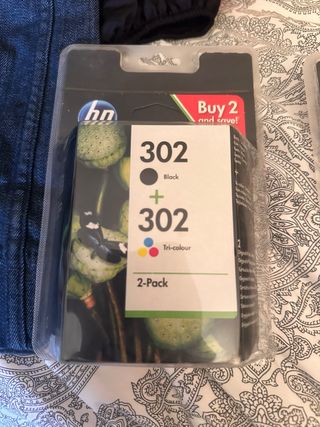 hp
Buy 2
and save!
302
Black
+
302
Tri-colour
2-Pack